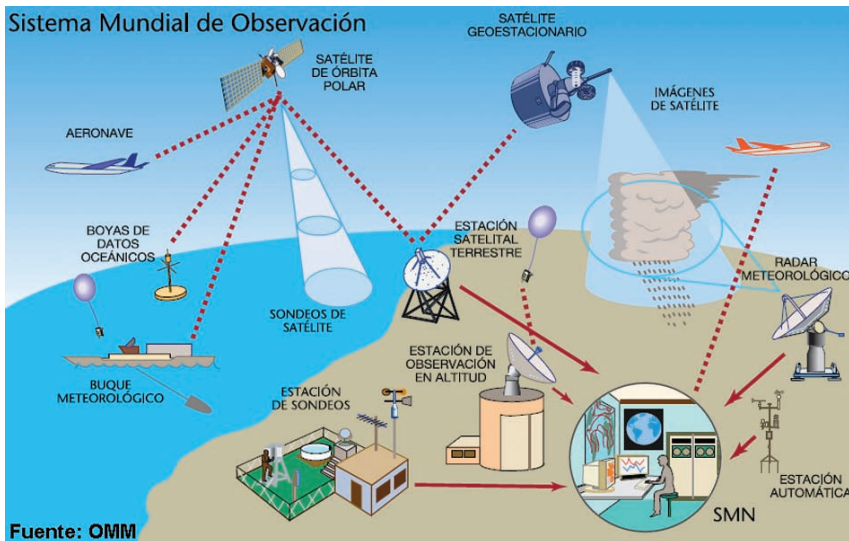 Sistema Mundial de Observación
SATÉLITE
GEOESTACIONARIO
SATÉLITE
DE ÓRBITA
POLAR
IMÁGENES
DE SATÉLITE
AERONAVE
BOYAS DE
DATOS
OCEÁNICOS
ESTACIÓN
SATELITAL
TERRESTRE
RADAR
METEOROLÓGICO
SONDEOS DE
SATÉLITE
ESTACIÓN DE
OBSERVACIÓN
EN ALTITUD
BUQUE
METEOROLÓGICO
ESTACIÓN
DE SONDEOS
ESTACIÓN
AUTOMÁTICA
SMN
Fuente: OMM